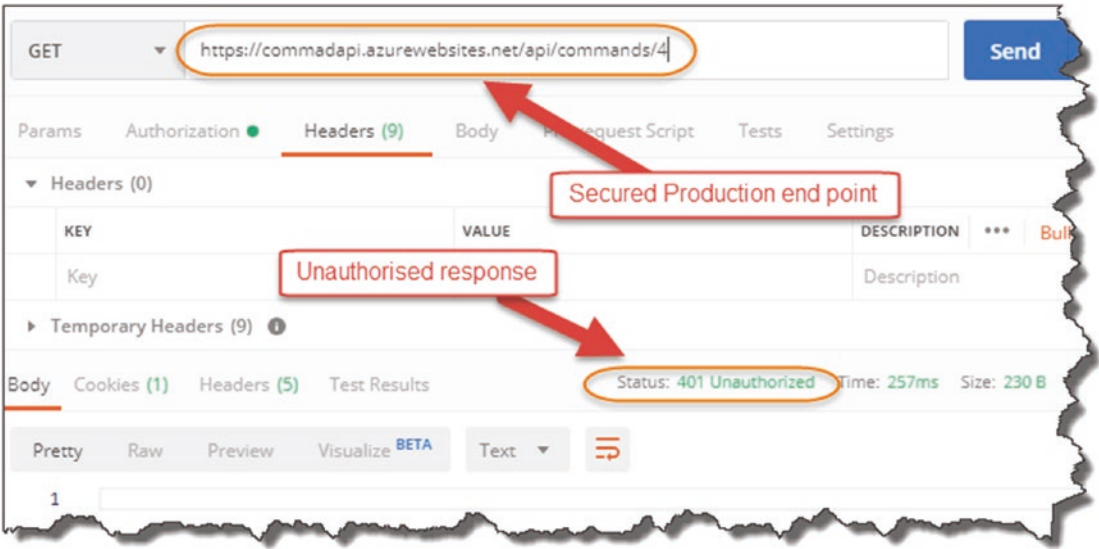 GET https://commadapi.azurewebsites.net/api/commands/4 Send
Params Authorization Headers (9) Body Request Script Tests Settings
Headers (0)
Secured Production end point
KEY VALUE DESCRIPTION •••
Unauthorised response
Key Description
Temporary Headers (9)
Body Cookies (1) Headers (5) Test Results Status: 401 Unauthorized Time: 257ms Size: 230 B
Pretty Raw Preview Visualize BETA Text
1